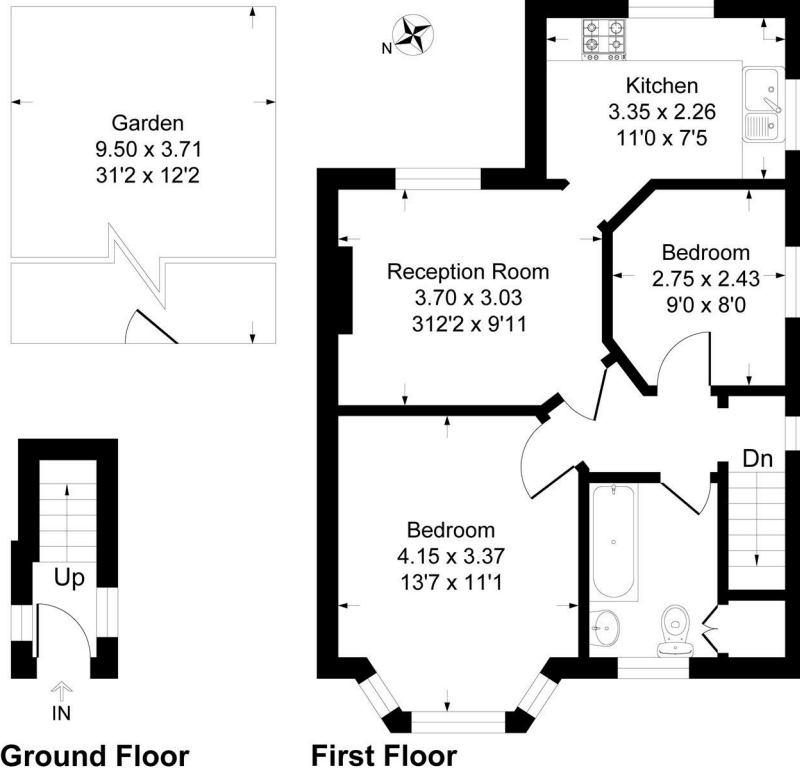 Garden
9.50 x 3.71
31'2 x 12'2
N
Kitchen
3.35 x 2.26
11'0 x 7'5
Reception Room
3.70 x 3.03
312'2 x 9'11
Bedroom
2.75 x 2.43
9'0 x 8'0
Dn
Bedroom
4.15 x 3.37
13'7 x 11'1
Up
IN
Ground Floor
First Floor